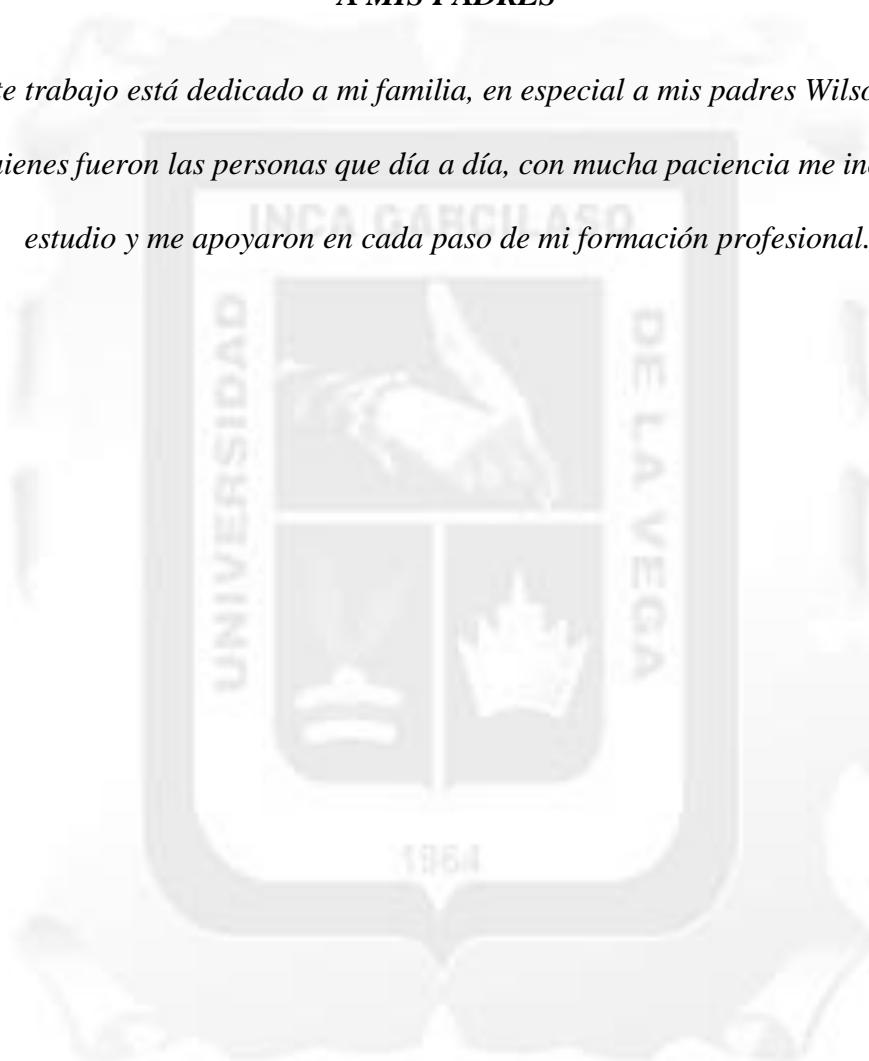 A MIS PADRES
te trabajo está dedicado a mi familia, en especial a mis padres Wilso
uienes fueron las personas que día a día, con mucha paciencia me in
estudio y me apoyaron en cada paso de mi formación profesional.
INCA GARCILASO
UNIVERSIDAD
DE LA VEGA
1964